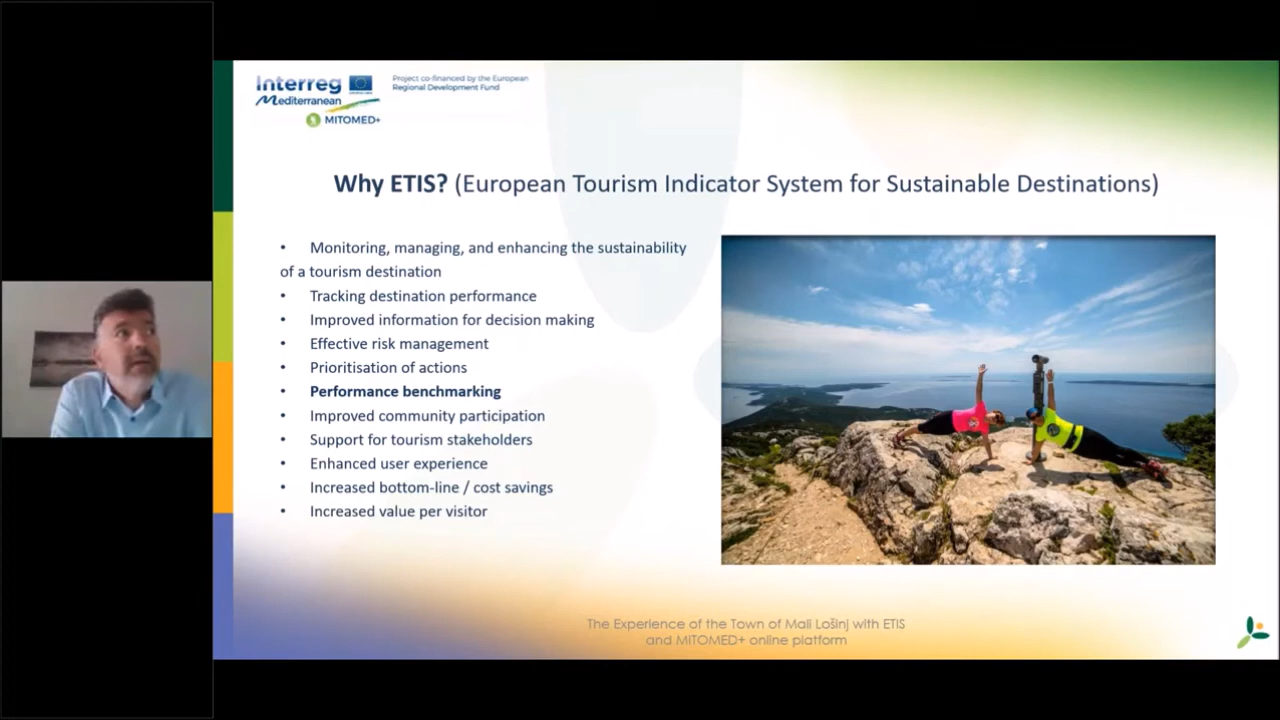 Interreg
Mediterranean
MITOMED+
Project co-financed by the European
Regional Development Fund
Why ETIS? (European Tourism Indicator System for Sustainable Destinations)
• Monitoring, managing, and enhancing the sustainability
of a tourism destination
• Tracking destination performance
• Improved information for decision making
• Effective risk management
• Prioritisation of actions
• Performance benchmarking
• Improved community participation
• Support for tourism stakeholders
• Enhanced user experience
• Increased bottom-line / cost savings
• Increased value per visitor
The Experience of the Town of Mali Lošinj with ETIS
and MITOMED+ online platform